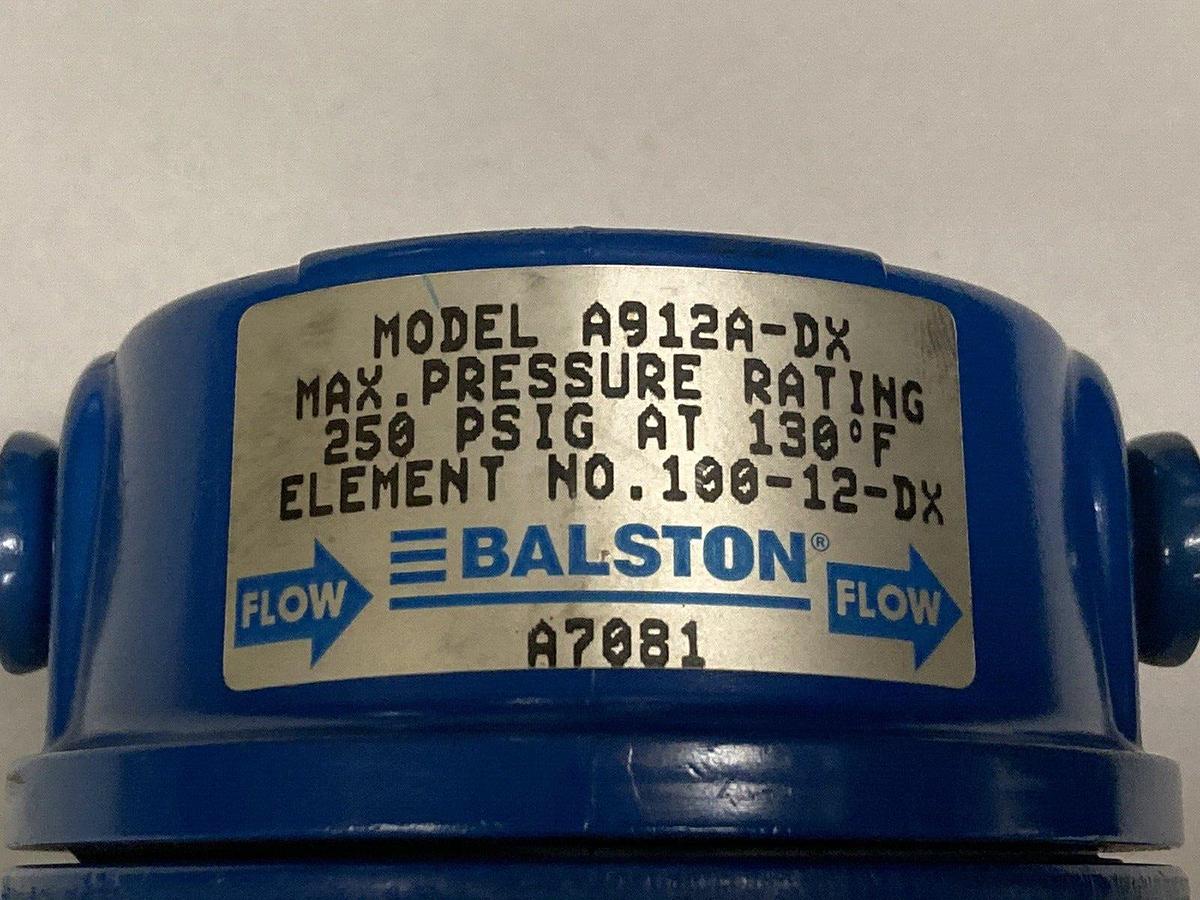 MODEL A912A-DX
MAX.PRESSURE RATING
250 PSIG AT 130°F
ELEMENT NO.100-12-DX
FLOW BALSTON® FLOW
A7081